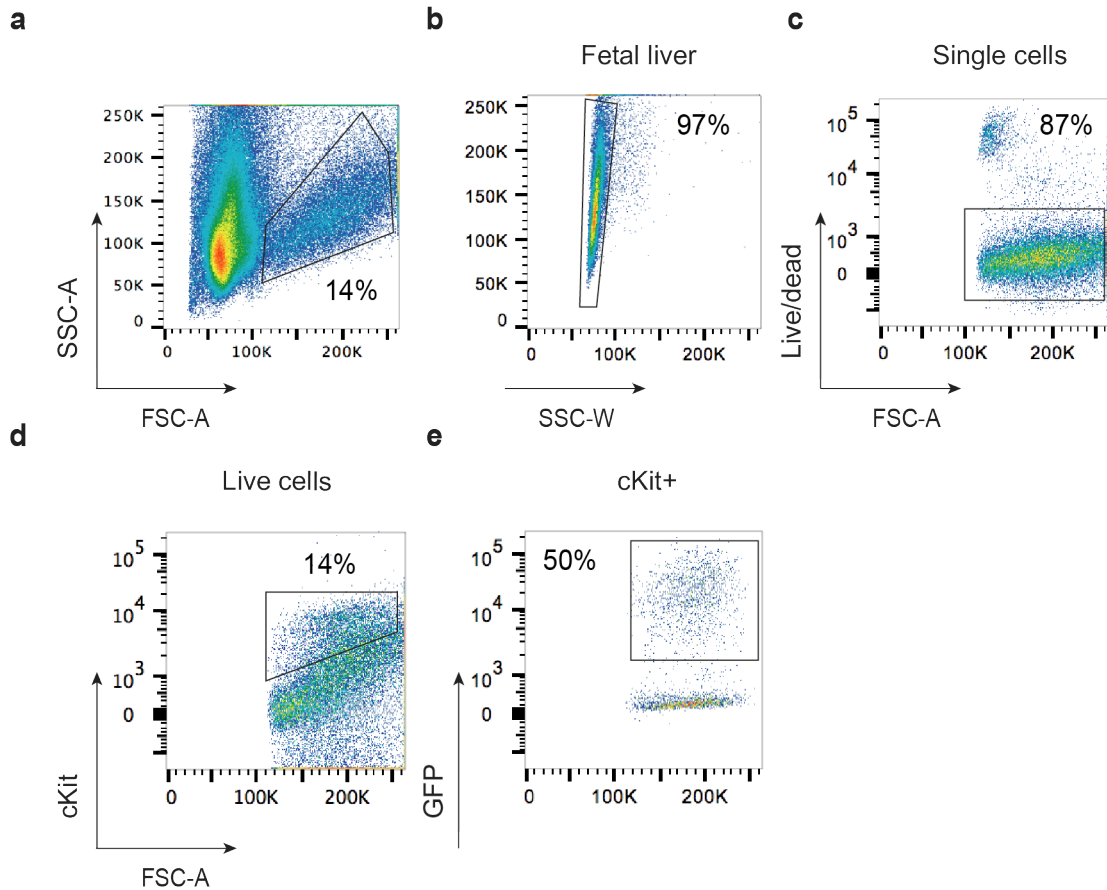 a
250K
200K
150K
100K
50K
0
SSC-A
14%
0
100K
200K
FSC-A
b
Fetal liver
250K
200K
150K
100K
50K
0
97%
0
100K
200K
SSC-W
c
Single cells
10^5
10^4
10^3
0
Live/dead
87%
0
100K
200K
FSC-A
d
Live cells
10^5
10^4
10^3
0
cKit
14%
0
100K
200K
FSC-A
e
cKit+
10^5
10^4
10^3
0
GFP
50%
0
100K
200K